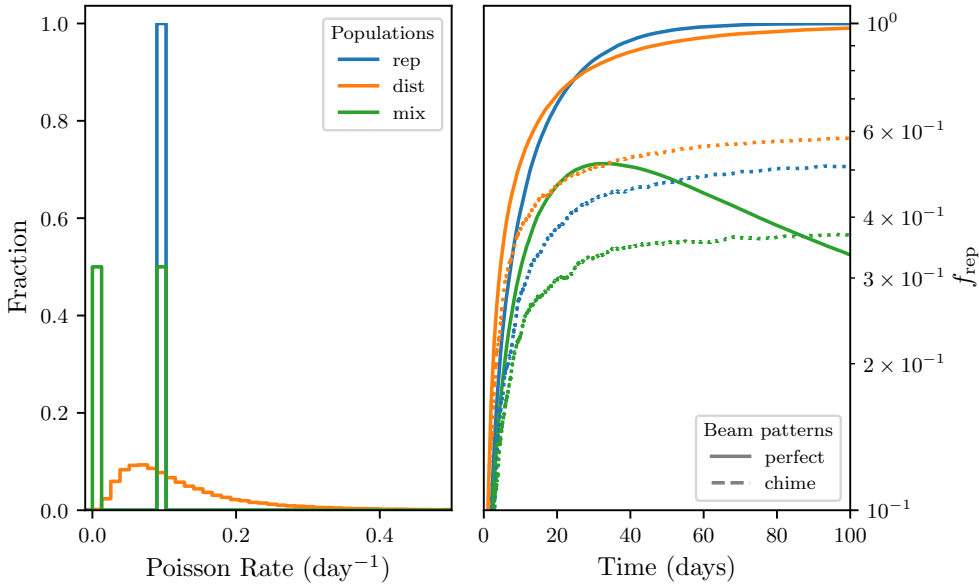 Fraction
1.0
0.8
0.6
0.4
0.2
0.0
0.0
0.2
0.4
Poisson Rate (day⁻¹)
Populations
rep
dist
mix
10⁰
6 × 10⁻¹
4 × 10⁻¹
3 × 10⁻¹
2 × 10⁻¹
10⁻¹
f_rep
0
20
40
60
80
100
Time (days)
Beam patterns
perfect
chime